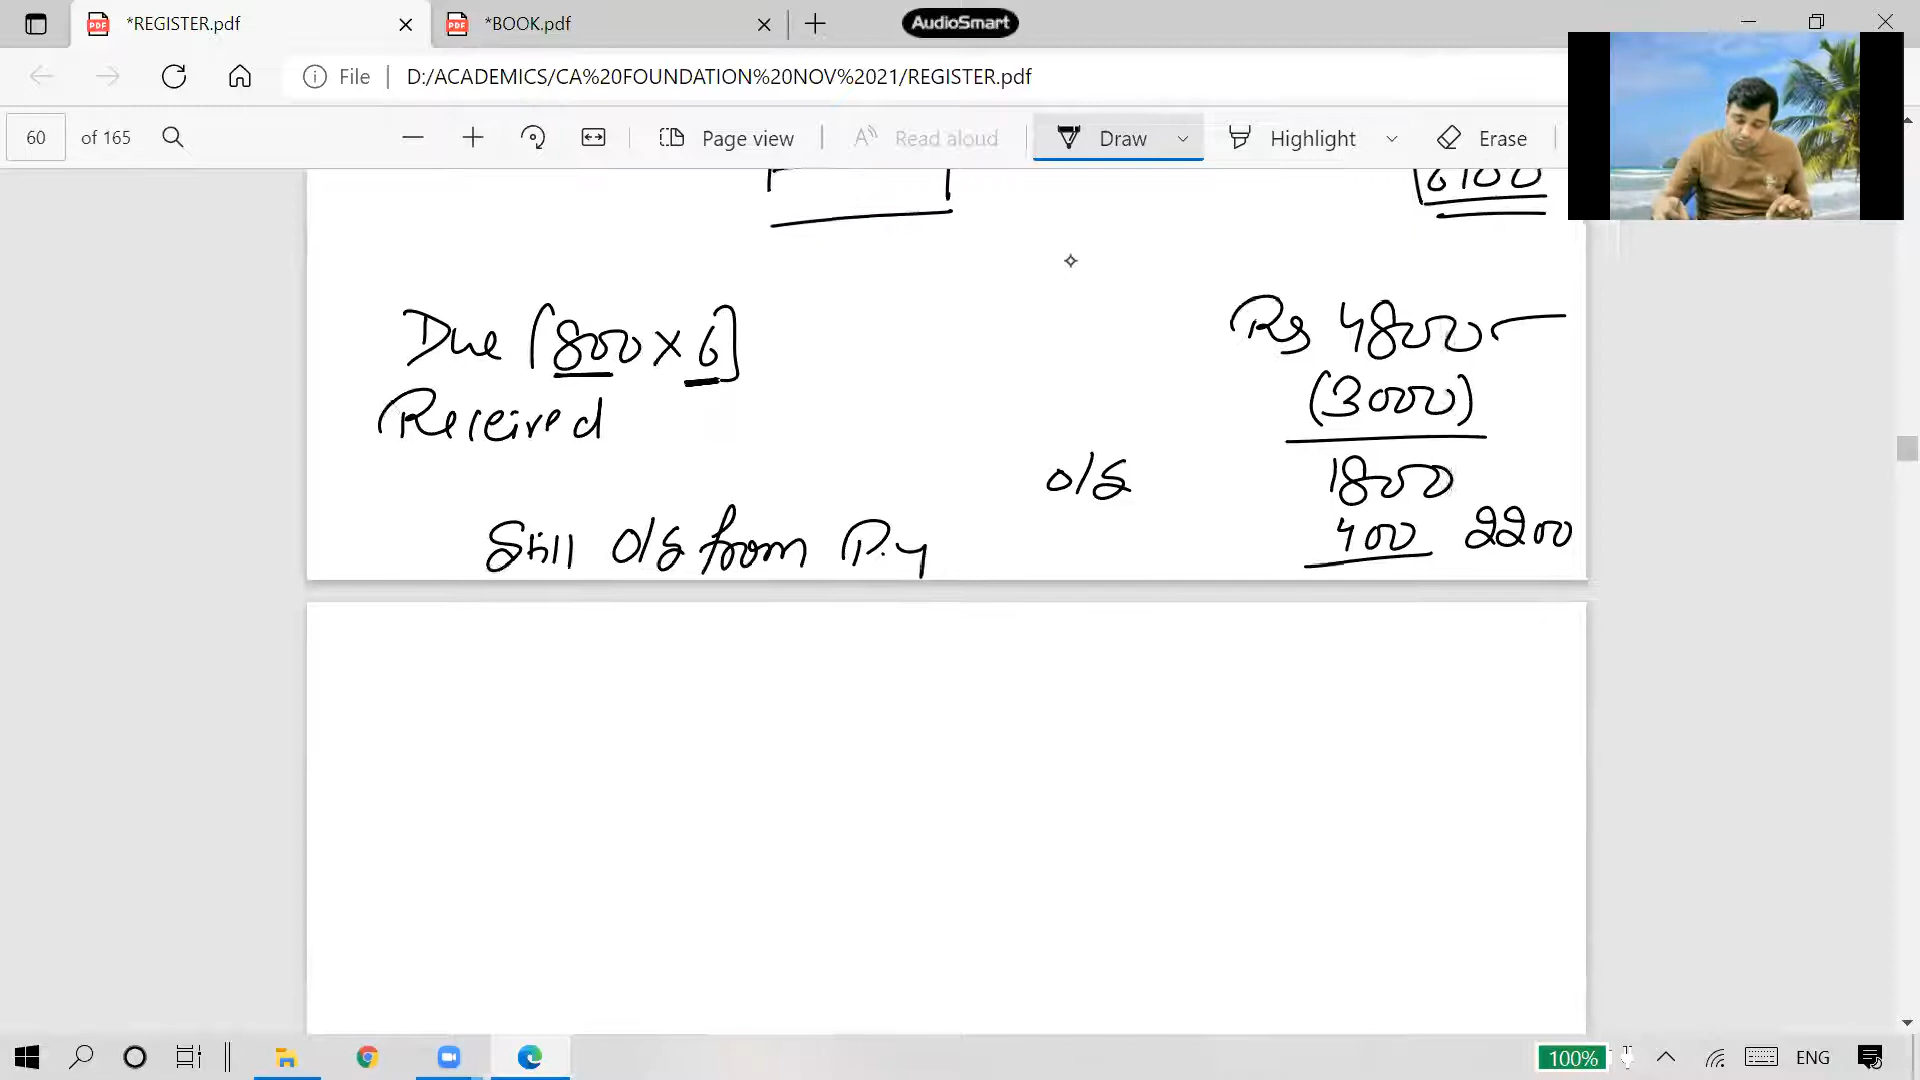 *REGISTER.pdf
*BOOK.pdf
AudioSmart
File D:/ACADEMICS/CA%20FOUNDATION%20NOV%2021/REGISTER.pdf
60 of 165
Page view
Read aloud
Draw
Highlight
Erase
6100
Due [800 × 6] Rs 4800
Received (3000)
o/s 1800
Still o/s from P.y 400 2200
100%
ENG